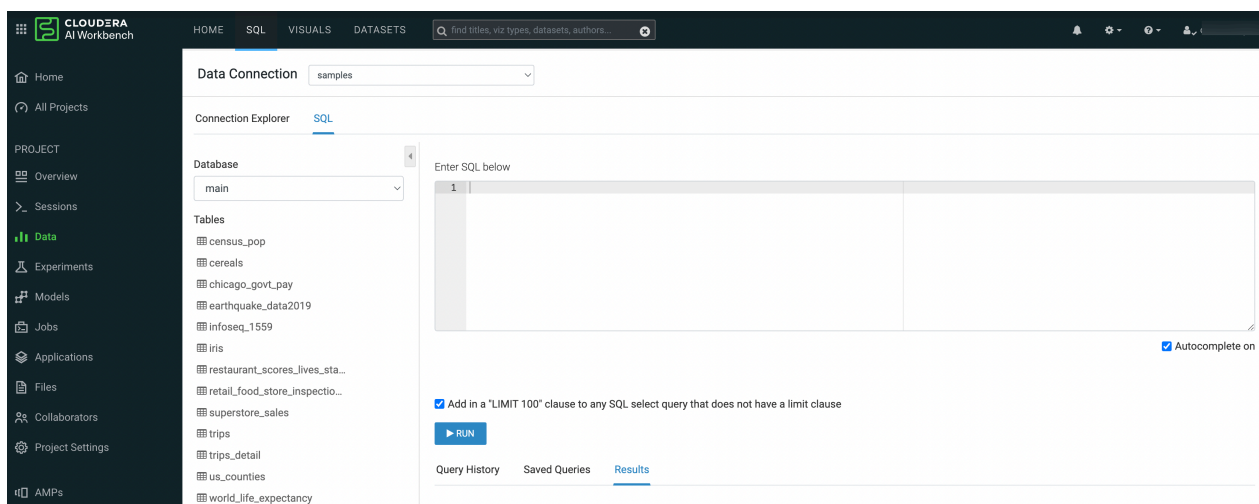 CLOUDERA
AI Workbench
HOME SQL VISUALS DATASETS
find titles, viz types, datasets, authors...
Home
All Projects
PROJECT
Overview
Sessions
Data
Experiments
Models
Jobs
Applications
Files
Collaborators
Project Settings
AMPs
Data Connection samples
Connection Explorer SQL
Database
main
Tables
census_pop
cereals
chicago_govt_pay
earthquake_data2019
infoseq_1559
iris
restaurant_scores_lives_sta...
retail_food_store_inspectio...
superstore_sales
trips
trips_detail
us_counties
world_life_expectancy
Enter SQL below
1
Autocomplete on
Add in a "LIMIT 100" clause to any SQL select query that does not have a limit clause
RUN
Query History Saved Queries Results